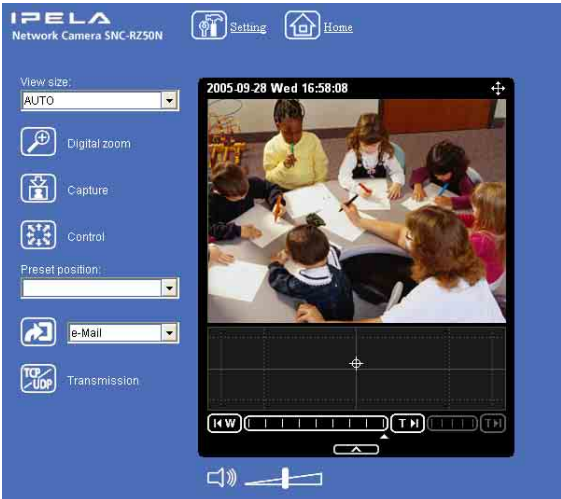 IPELA
Network Camera SNC-RZ50N
Setting
Home
View size:
AUTO
Digital zoom
Capture
Control
Preset position:
e-Mail
TCP/UDP
Transmission
2005-09-28 Wed 16:58:08
W
T
T